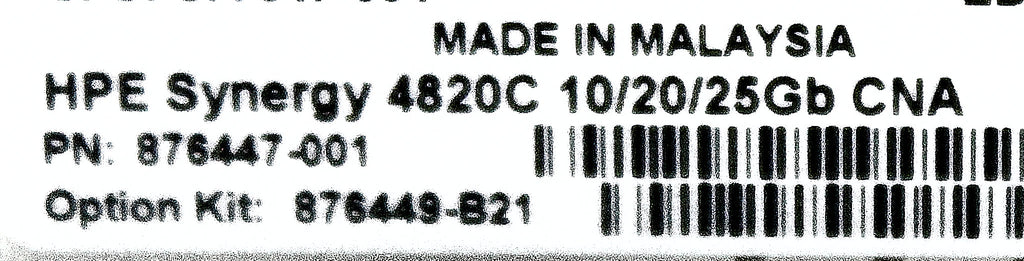 MADE IN MALAYSIA
HPE Synergy 4820C 10/20/25Gb CNA
PN: 876447-001
Option Kit: 876449-B21